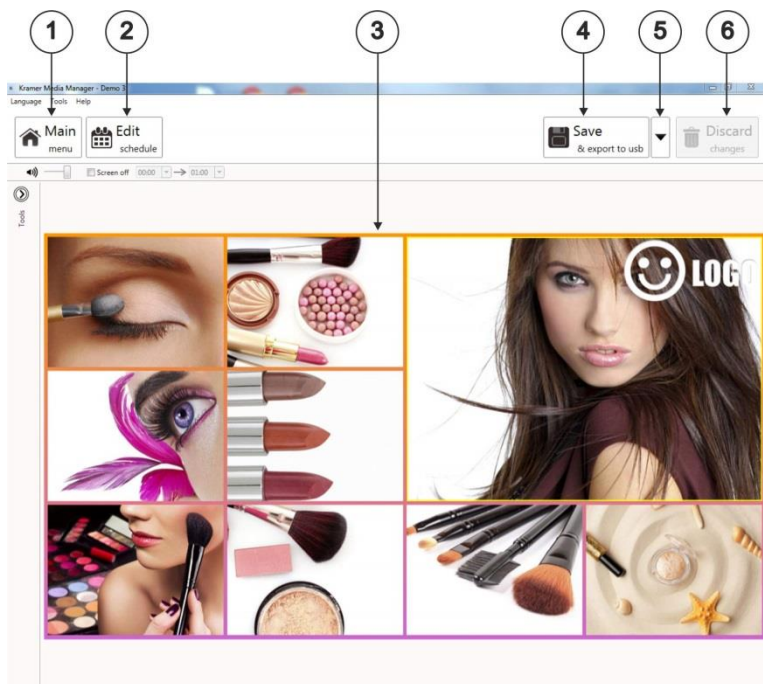 1 2 3 4 5 6
Kramer Media Manager - Demo 3
Language Tools Help
Main
menu
Edit
schedule
Save
& export to usb
Discard
changes
Screen off 00:00 01:00
Tools
LOGO